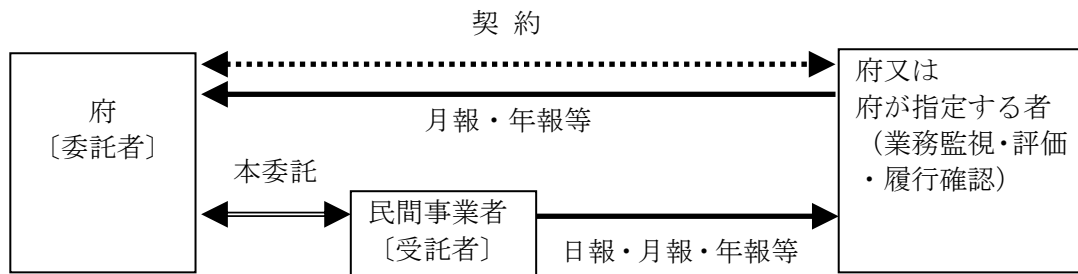 契 約
府
〔委託者〕
月報・年報等
府又は
府が指定する者
（業務監視・評価
・履行確認）
本委託
民間事業者
〔受託者〕
日報・月報・年報等